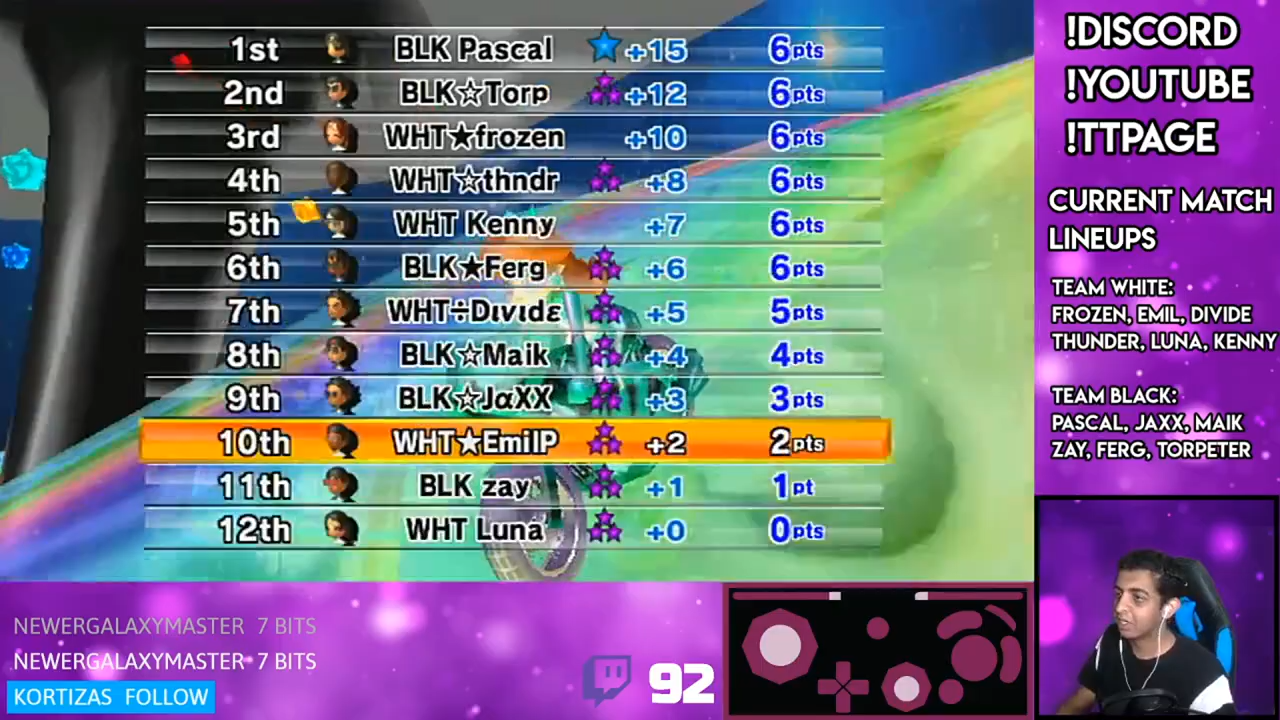 1st BLK Pascal +15 6pts
2nd BLK☆Torp +12 6pts
3rd WHT★frozen +10 6pts
4th WHT☆thndr +8 6pts
5th WHT Kenny +7 6pts
6th BLK★Ferg +6 6pts
7th WHT÷Dιvιdε +5 5pts
8th BLK☆Maik +4 4pts
9th BLK☆JαXX +3 3pts
10th WHT★EmilP +2 2pts
11th BLK zay +1 1pt
12th WHT Luna +0 0pts
!DISCORD
!YOUTUBE
!TTPAGE
CURRENT MATCH
LINEUPS
TEAM WHITE:
FROZEN, EMIL, DIVIDE
THUNDER, LUNA, KENNY
TEAM BLACK:
PASCAL, JAXX, MAIK
ZAY, FERG, TORPETER
NEWERGALAXYMASTER 7 BITS
NEWERGALAXYMASTER 7 BITS
KORTIZAS FOLLOW
92